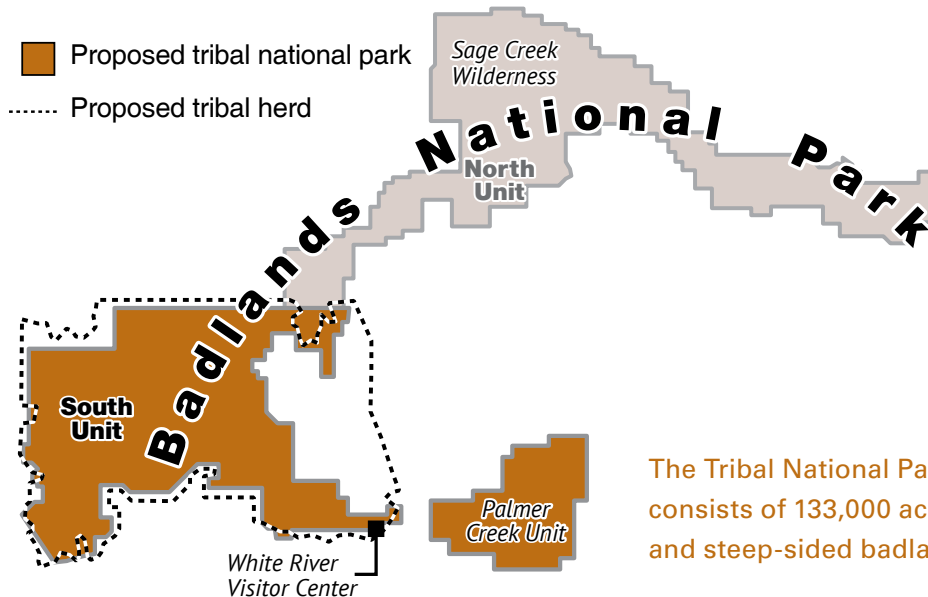 Proposed tribal national park
Proposed tribal herd
Sage Creek
Wilderness
Badlands National Park
North
Unit
South
Unit
Palmer
Creek Unit
White River
Visitor Center
The Tribal National Pa
consists of 133,000 ac
and steep-sided badla